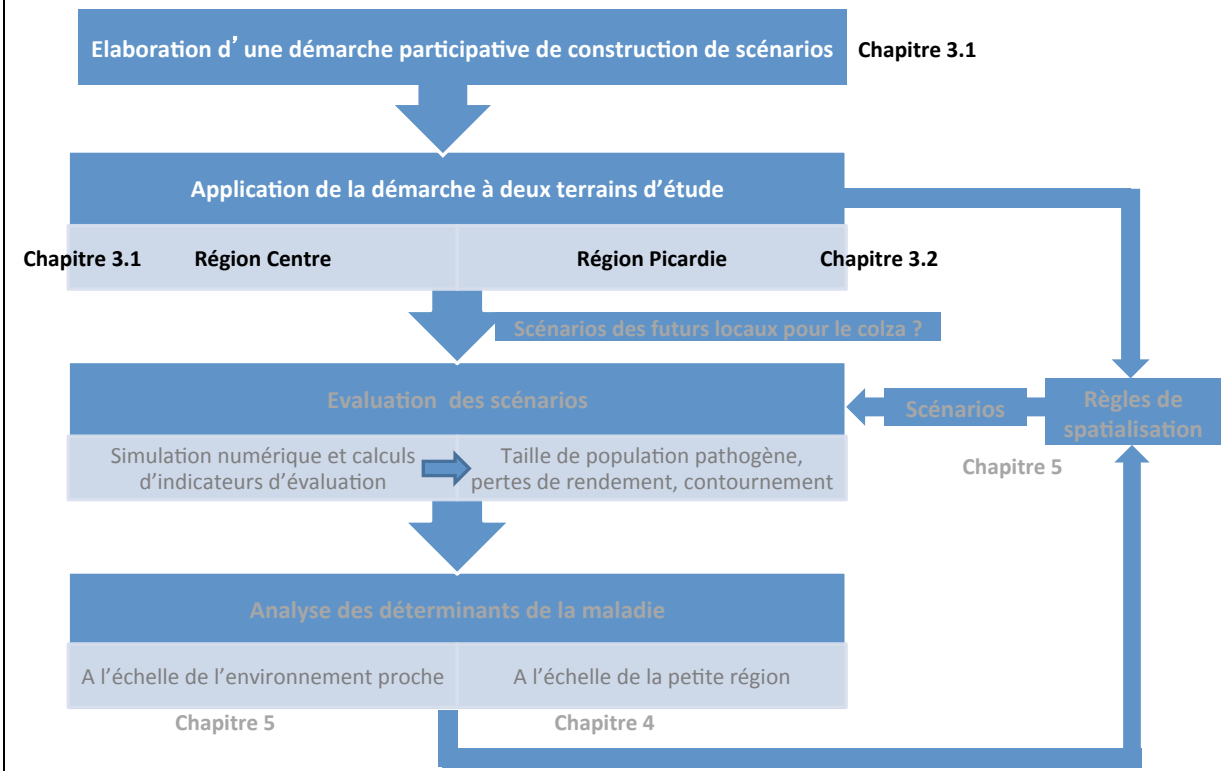 Elaboration d’ une démarche participative de construction de scénarios
Chapitre 3.1
Application de la démarche à deux terrains d’étude
Chapitre 3.1
Région Centre
Région Picardie
Chapitre 3.2
Scénarios des futurs locaux pour le colza ?
Evaluation des scénarios
Scénarios
Règles de
spatialisation
Simulation numérique et calculs
d’indicateurs d’évaluation
Taille de population pathogène,
pertes de rendement, contournement
Chapitre 5
Analyse des déterminants de la maladie
A l’échelle de l’environnement proche
A l’échelle de la petite région
Chapitre 5
Chapitre 4